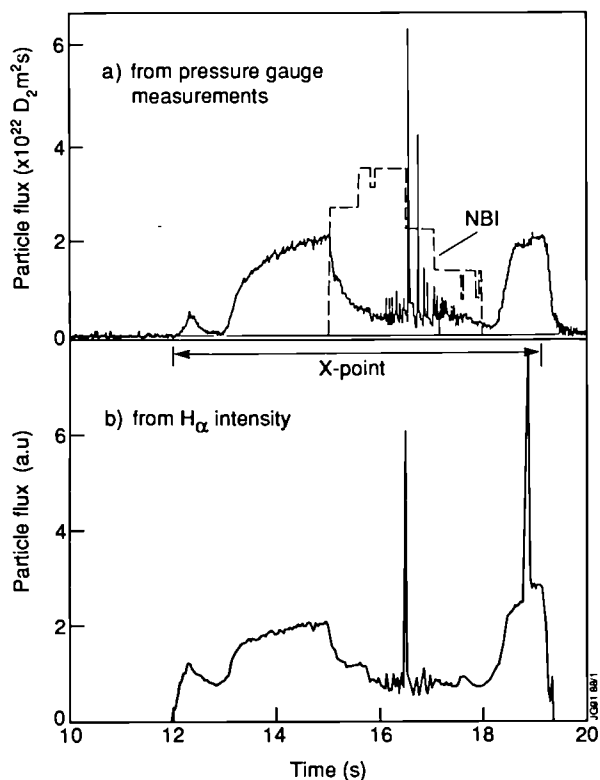 6
a) from pressure gauge
measurements
Particle flux (x10²² D₂m²s)
4
NBI
2
0
X-point
b) from Hα intensity
6
Particle flux (a.u)
4
2
0
10 12 14 16 18 20
Time (s)
JG91 88/1